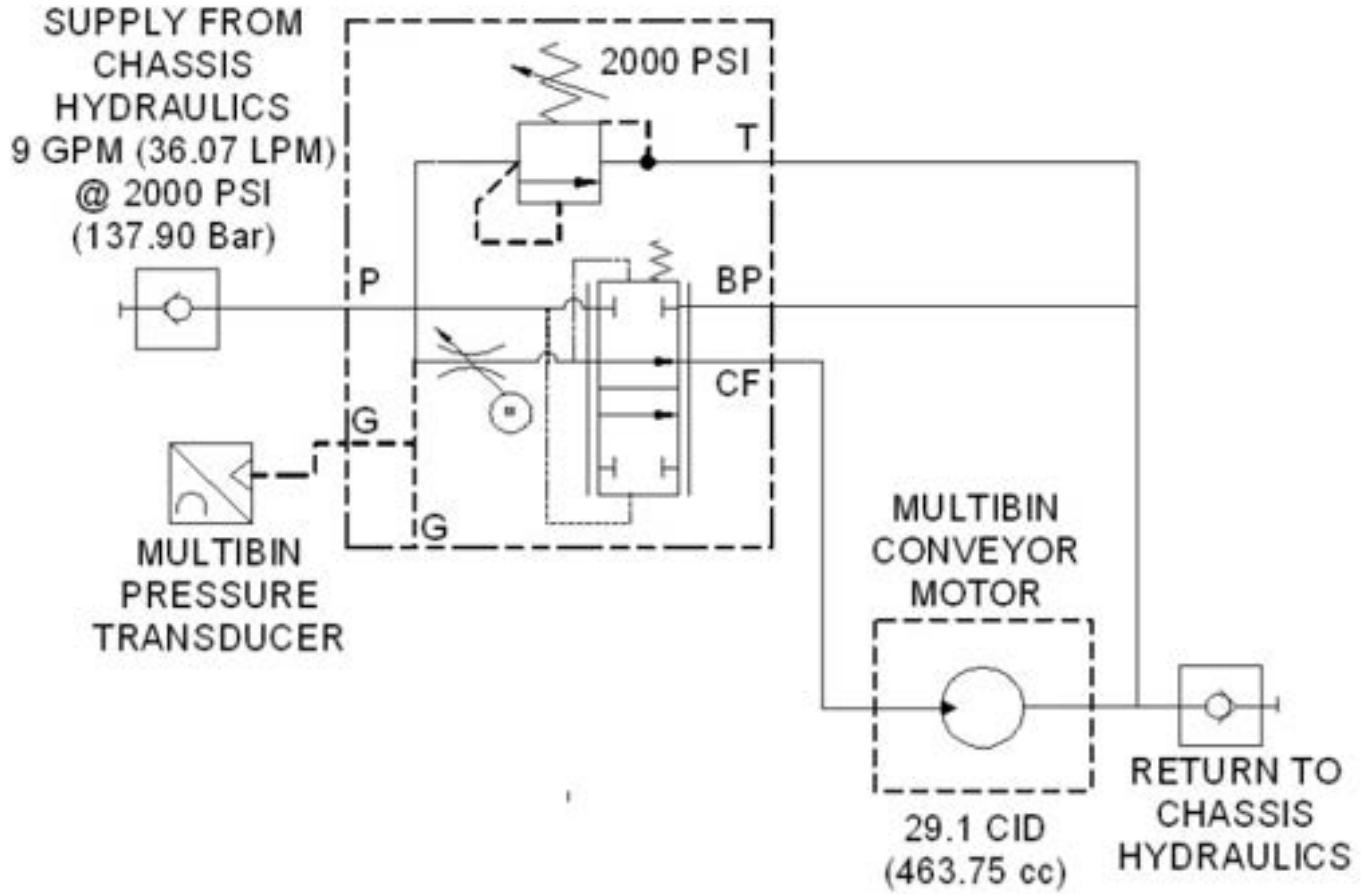 SUPPLY FROM
CHASSIS
HYDRAULICS
9 GPM (36.07 LPM)
@ 2000 PSI
(137.90 Bar)
2000 PSI
T
P
BP
CF
G
G
MULTIBIN
PRESSURE
TRANSDUCER
MULTIBIN
CONVEYOR
MOTOR
29.1 CID
(463.75 cc)
RETURN TO
CHASSIS
HYDRAULICS